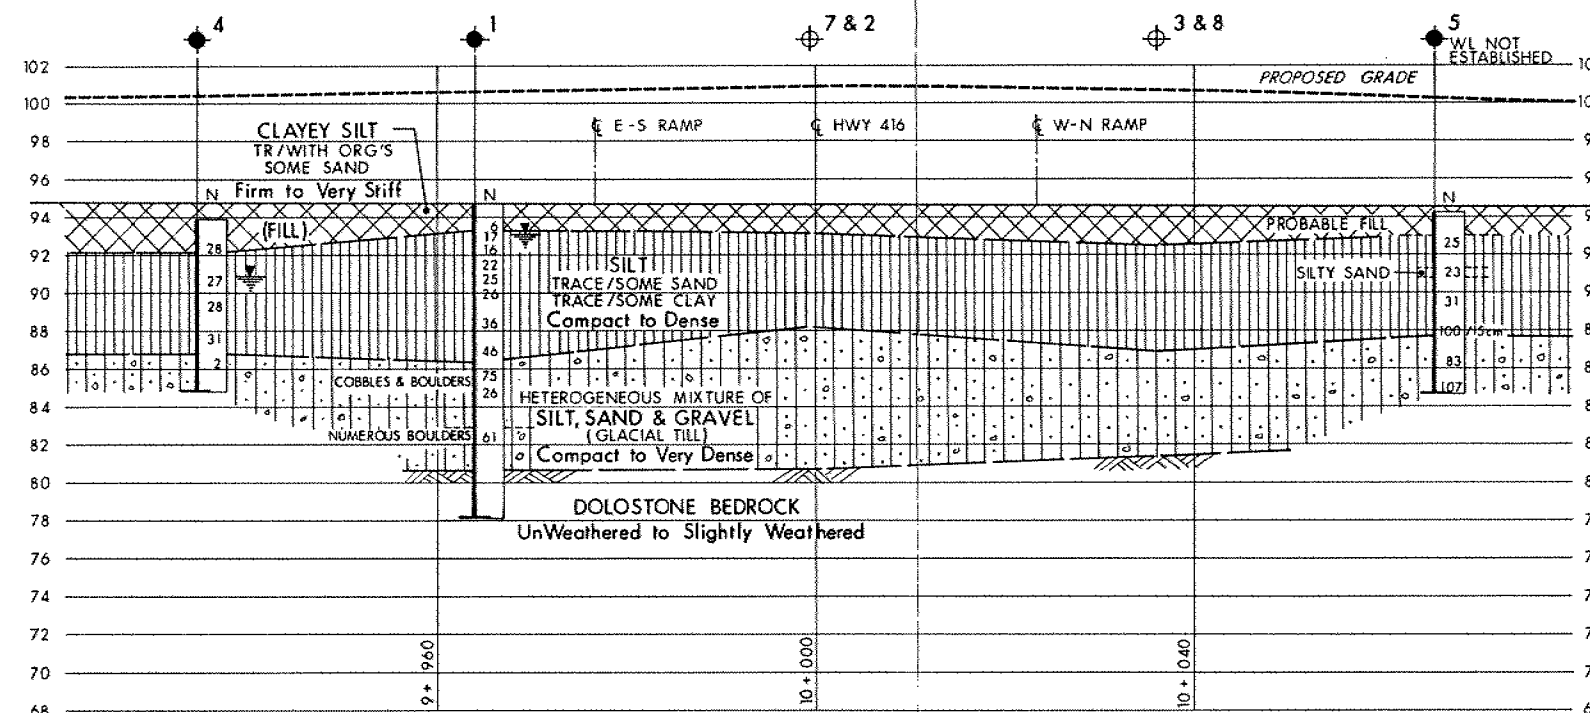 4
1
7 & 2
3 & 8
5
WL NOT
ESTABLISHED
PROPOSED GRADE
102
100
98
96
94
92
90
88
86
84
82
80
78
76
74
72
70
68
CLAYEY SILT
TR/WITH ORG'S
SOME SAND
Firm to Very Stiff
(FILL)
℄ E-S RAMP
℄ HWY 416
℄ W-N RAMP
N
28
27
28
31
2
N
17
16
22
25
26
36
46
75
26
61
SILT
TRACE/SOME SAND
TRACE/SOME CLAY
Compact to Dense
PROBABLE FILL
SILTY SAND
N
25
23
31
100/15cm
83
107
COBBLES & BOULDERS
NUMEROUS BOULDERS
HETEROGENEOUS MIXTURE OF
SILT, SAND & GRAVEL
(GLACIAL TILL)
Compact to Very Dense
DOLOSTONE BEDROCK
UnWeathered to Slightly Weathered
9 + 960
10 + 000
10 + 040